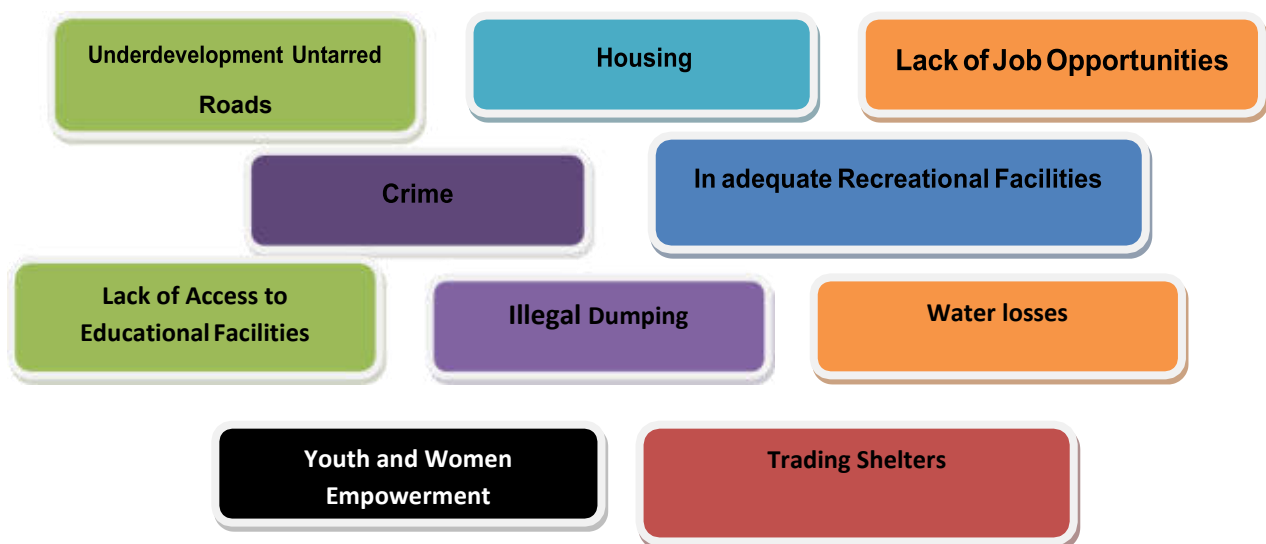 Underdevelopment Untarred
Roads
Housing
Lack of Job Opportunities
Crime
In adequate Recreational Facilities
Lack of Access to
Educational Facilities
Illegal Dumping
Water losses
Youth and Women
Empowerment
Trading Shelters